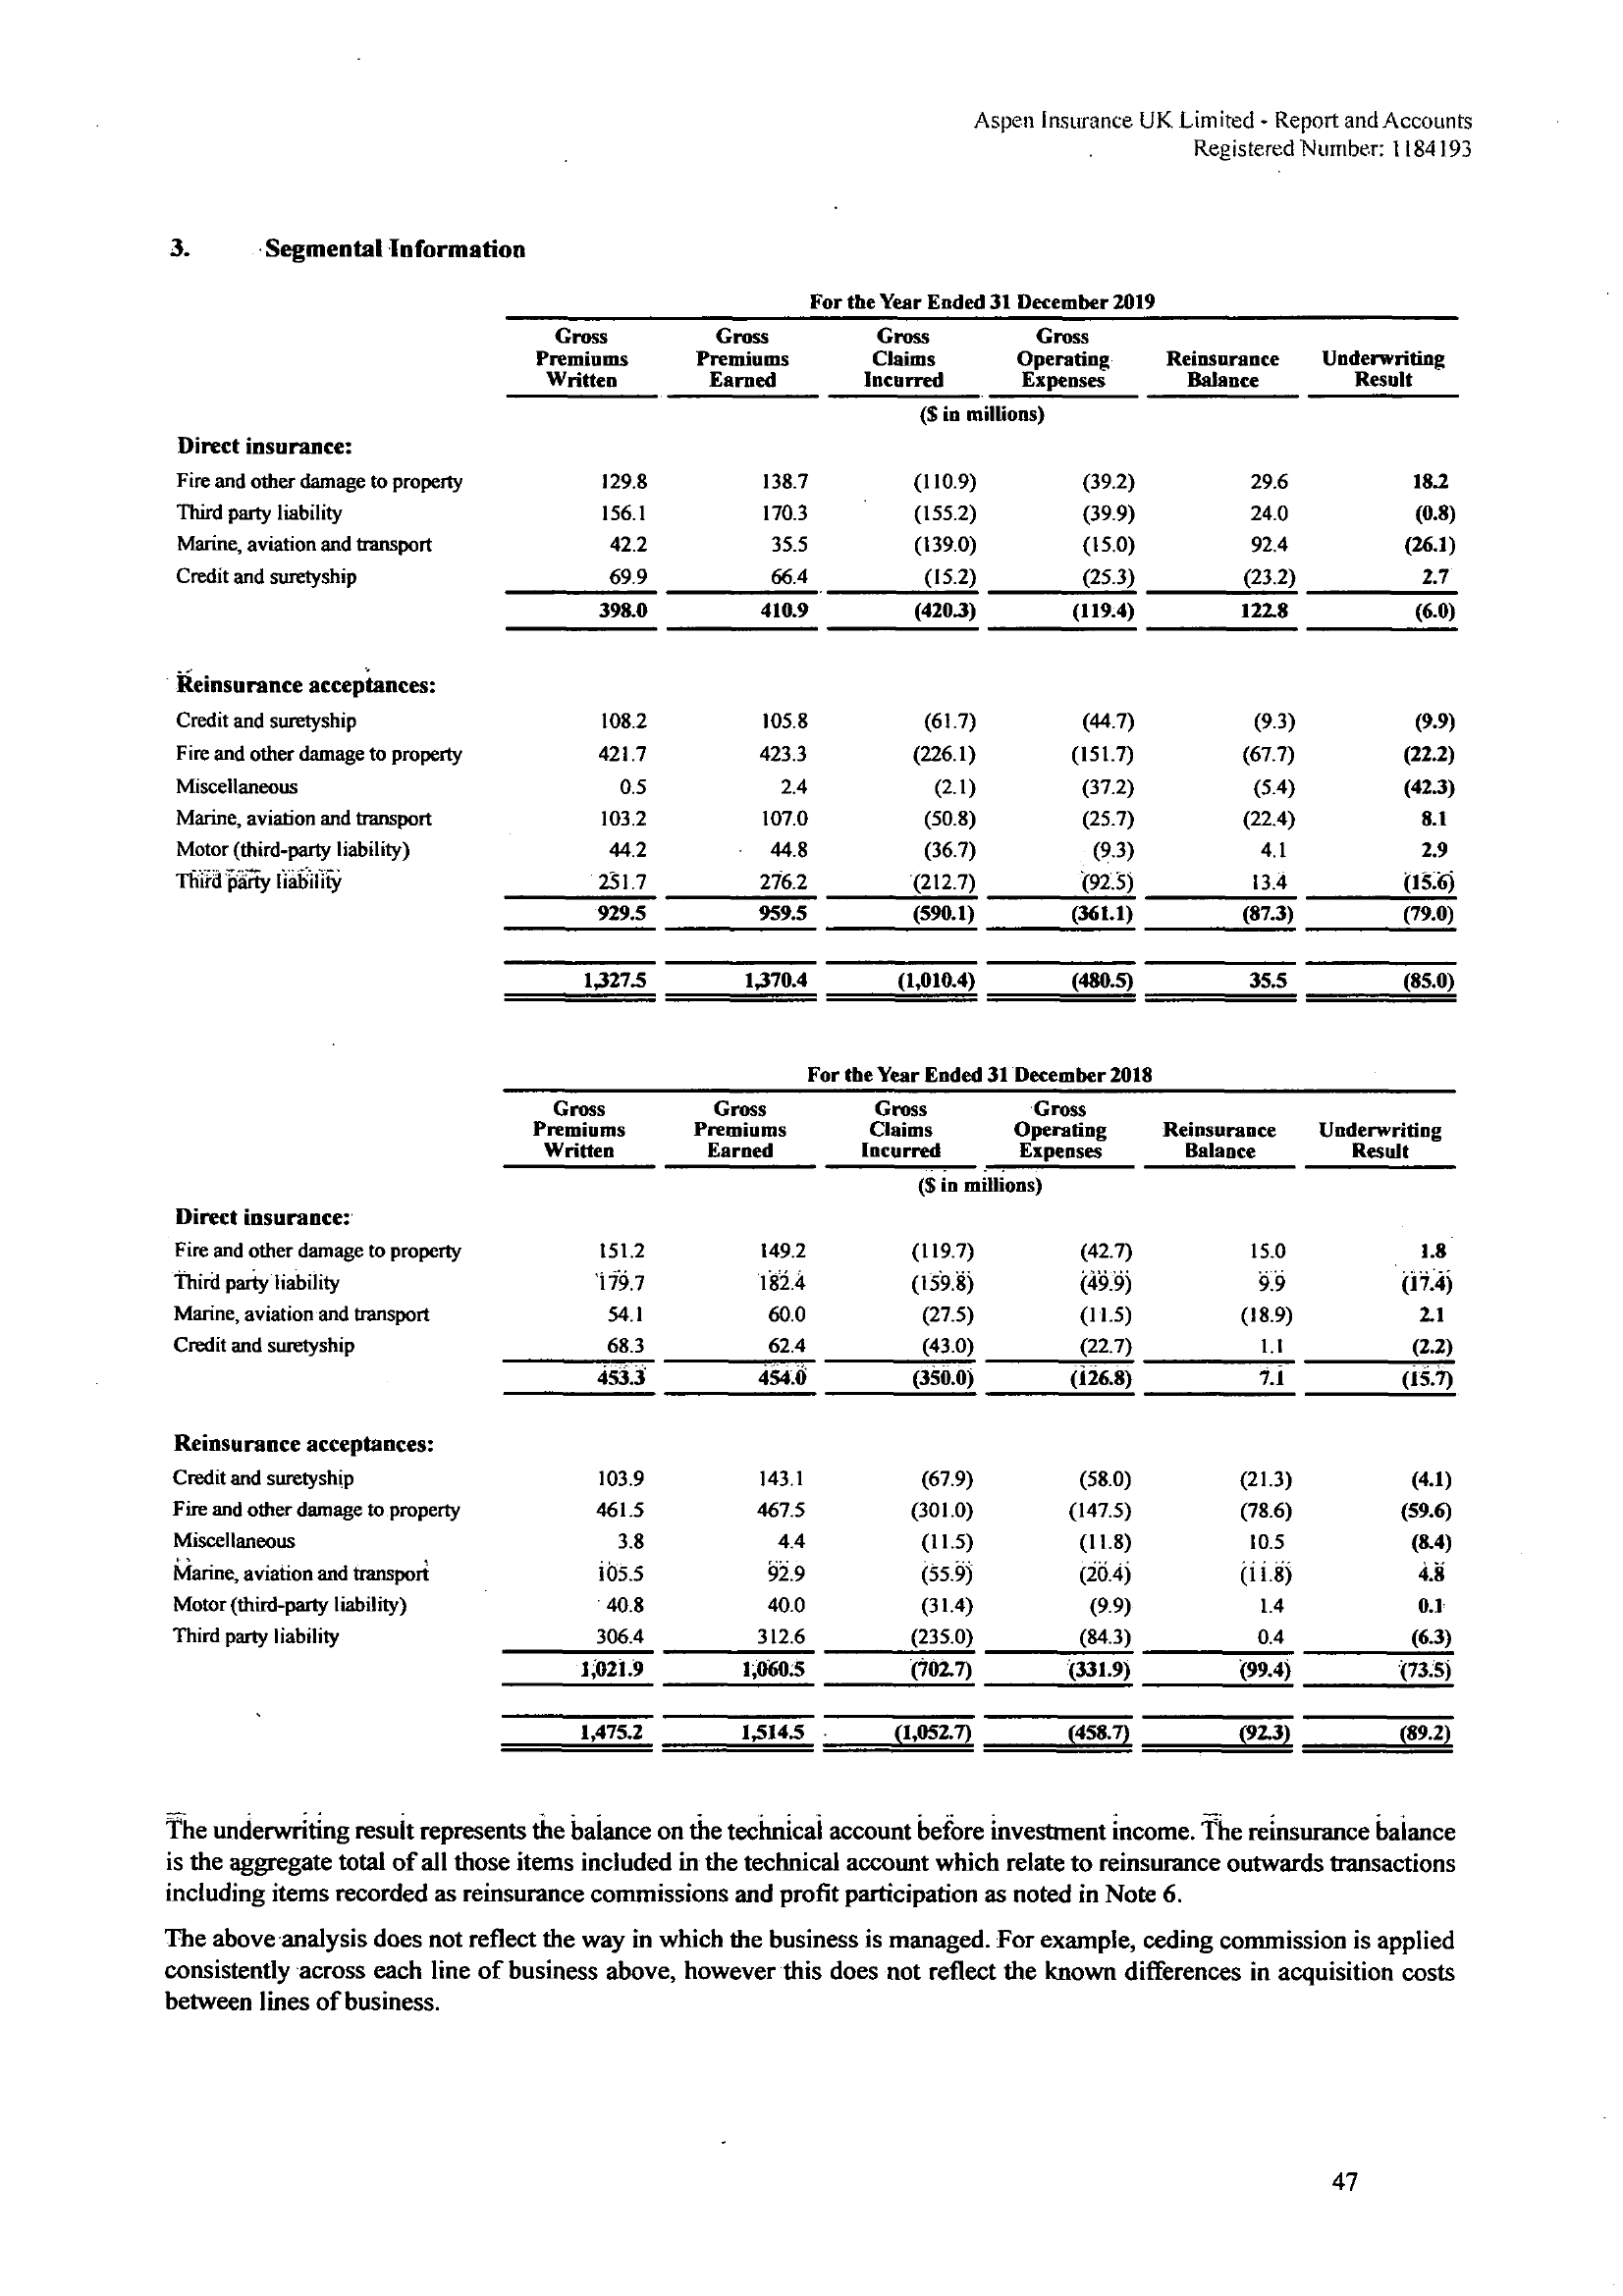 Aspen Insurance UK Limited - Report and Accounts
Registered Number: 1184193
3. Segmental Information
For the Year Ended 31 December 2019
Gross Premiums Written Gross Premiums Earned Gross Claims Incurred Gross Operating Expenses Reinsurance Balance Underwriting Result
($ in millions)
Direct insurance:
Fire and other damage to property 129.8 138.7 (110.9) (39.2) 29.6 18.2
Third party liability 156.1 170.3 (155.2) (39.9) 24.0 (0.8)
Marine, aviation and transport 42.2 35.5 (139.0) (15.0) 92.4 (26.1)
Credit and suretyship 69.9 66.4 (15.2) (25.3) (23.2) 2.7
398.0 410.9 (420.3) (119.4) 122.8 (6.0)
Reinsurance acceptances:
Credit and suretyship 108.2 105.8 (61.7) (44.7) (9.3) (9.9)
Fire and other damage to property 421.7 423.3 (226.1) (151.7) (67.7) (22.2)
Miscellaneous 0.5 2.4 (2.1) (37.2) (5.4) (42.3)
Marine, aviation and transport 103.2 107.0 (50.8) (25.7) (22.4) 8.1
Motor (third-party liability) 44.2 44.8 (36.7) (9.3) 4.1 2.9
Third party liability 251.7 276.2 (212.7) (92.5) 13.4 (15.6)
929.5 959.5 (590.1) (361.1) (87.3) (79.0)
1,327.5 1,370.4 (1,010.4) (480.5) 35.5 (85.0)
For the Year Ended 31 December 2018
Gross Premiums Written Gross Premiums Earned Gross Claims Incurred Gross Operating Expenses Reinsurance Balance Underwriting Result
($ in millions)
Direct insurance:
Fire and other damage to property 151.2 149.2 (119.7) (42.7) 15.0 1.8
Third party liability 179.7 182.4 (159.8) (49.9) 9.9 (17.4)
Marine, aviation and transport 54.1 60.0 (27.5) (11.5) (18.9) 2.1
Credit and suretyship 68.3 62.4 (43.0) (22.7) 1.1 (2.2)
453.3 454.0 (350.0) (126.8) 7.1 (15.7)
Reinsurance acceptances:
Credit and suretyship 103.9 143.1 (67.9) (58.0) (21.3) (4.1)
Fire and other damage to property 461.5 467.5 (301.0) (147.5) (78.6) (59.6)
Miscellaneous 3.8 4.4 (11.5) (11.8) 10.5 (8.4)
Marine, aviation and transport 105.5 92.9 (55.9) (20.4) (11.8) 4.8
Motor (third-party liability) 40.8 40.0 (31.4) (9.9) 1.4 0.1
Third party liability 306.4 312.6 (235.0) (84.3) 0.4 (6.3)
1,021.9 1,060.5 (702.7) (331.9) (99.4) (73.5)
1,475.2 1,514.5 (1,052.7) (458.7) (92.3) (89.2)
The underwriting result represents the balance on the technical account before investment income. The reinsurance balance
is the aggregate total of all those items included in the technical account which relate to reinsurance outwards transactions
including items recorded as reinsurance commissions and profit participation as noted in Note 6.
The above analysis does not reflect the way in which the business is managed. For example, ceding commission is applied
consistently across each line of business above, however this does not reflect the known differences in acquisition costs
between lines of business.
47